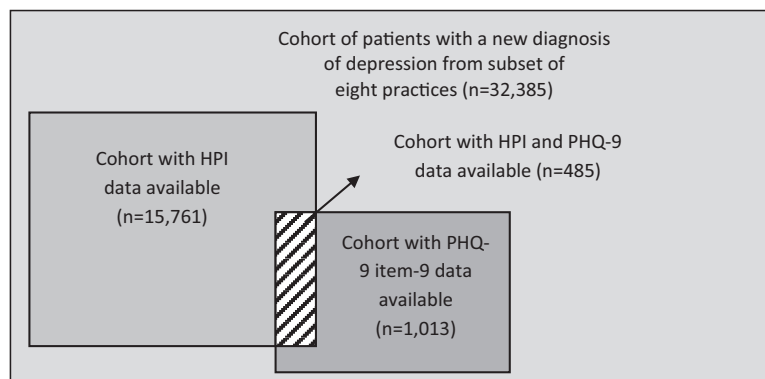 Cohort of patients with a new diagnosis
of depression from subset of
eight practices (n=32,385)
Cohort with HPI
data available
(n=15,761)
Cohort with HPI and PHQ-9
data available (n=485)
Cohort with PHQ-
9 item-9 data
available
(n=1,013)